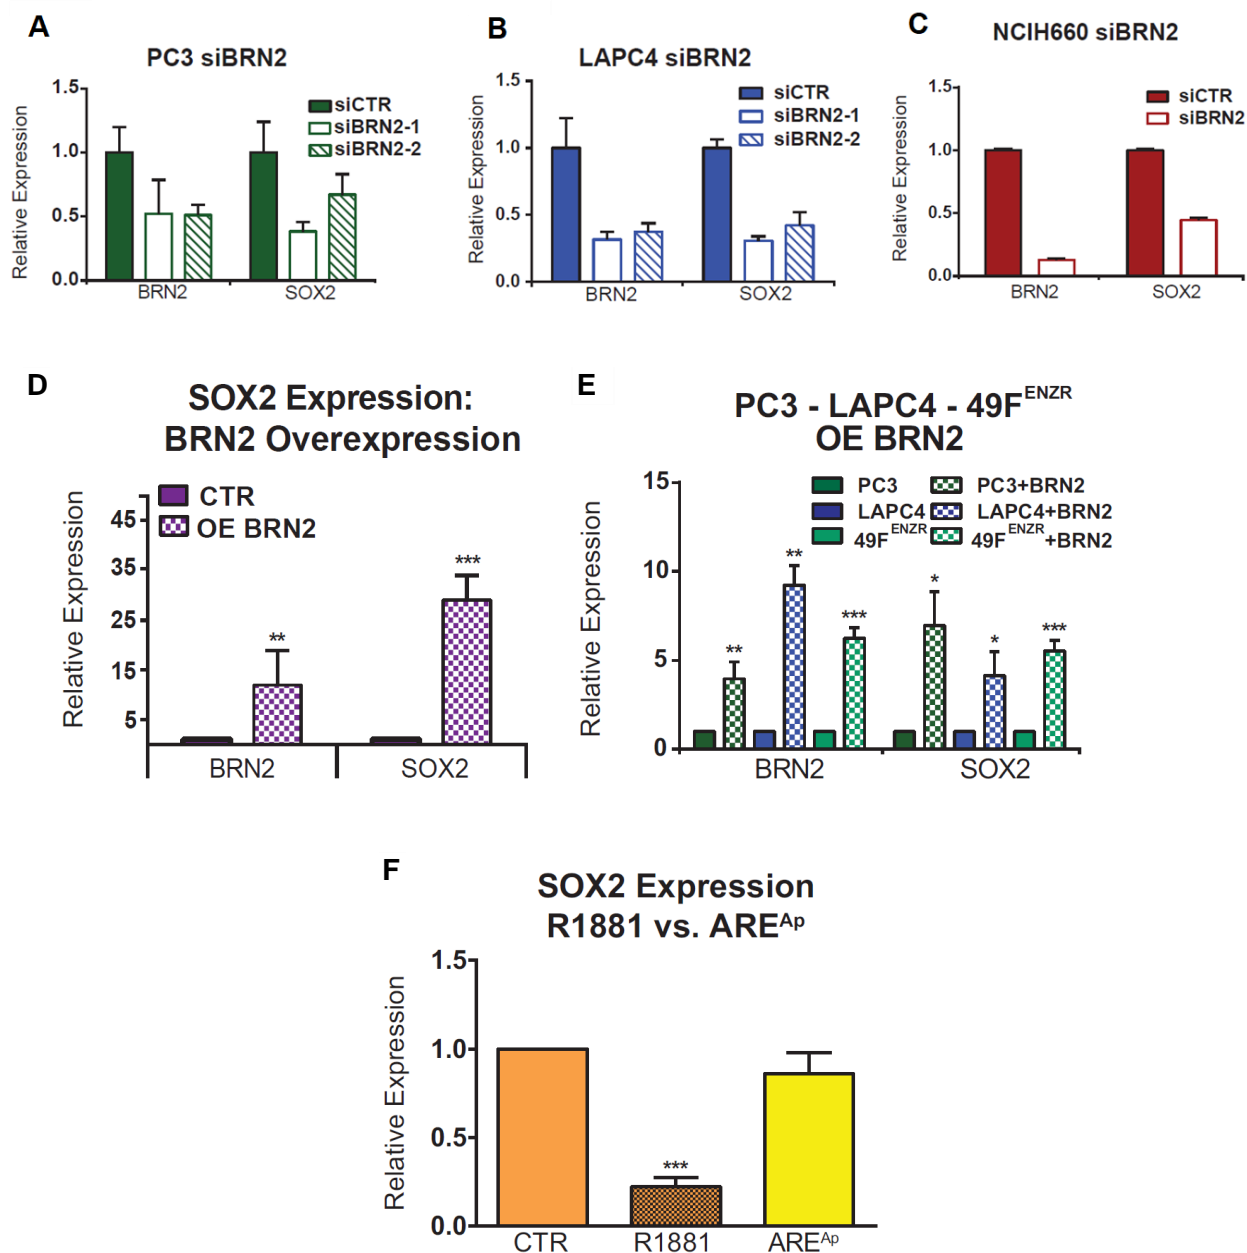 A
PC3 siBRN2
Relative Expression
1.5
1.0
0.5
0.0
siCTR
siBRN2-1
siBRN2-2
BRN2
SOX2
B
LAPC4 siBRN2
Relative Expression
1.5
1.0
0.5
0.0
siCTR
siBRN2-1
siBRN2-2
BRN2
SOX2
C
NCIH660 siBRN2
Relative Expression
1.5
1.0
0.5
0.0
siCTR
siBRN2
BRN2
SOX2
D
SOX2 Expression:
BRN2 Overexpression
Relative Expression
45
35
25
15
5
CTR
OE BRN2
**
***
BRN2
SOX2
E
PC3 - LAPC4 - 49F^ENZR
OE BRN2
Relative Expression
15
10
5
0
PC3
PC3+BRN2
LAPC4
LAPC4+BRN2
49F^ENZR
49F^ENZR+BRN2
**
**
***
*
*
***
BRN2
SOX2
F
SOX2 Expression
R1881 vs. ARE^Ap
Relative Expression
1.5
1.0
0.5
0.0
***
CTR
R1881
ARE^Ap